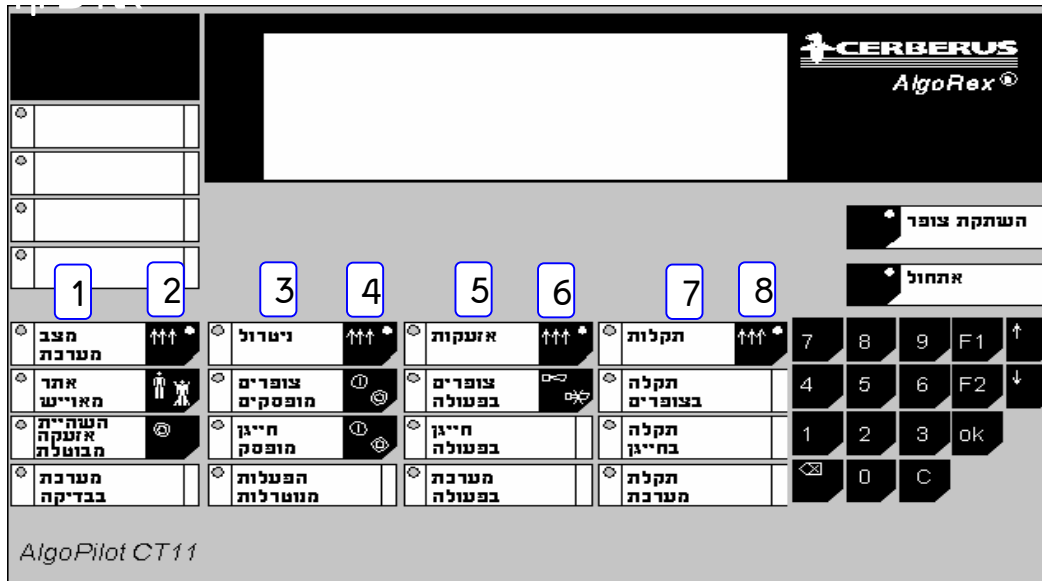 CERBERUS
AlgoRex ®
השתקת צופר
אתחול
1 2 3 4 5 6 7 8
מצב
מערכת
ניטרול
אזעקות
תקלות
7 8 9 F1 ↑
אתר
מאוייש
צופרים
מופסקים
צופרים
בפעולה
תקלה
בצופרים
4 5 6 F2 ↓
השהיית
אזעקה
מבוטלת
חייגן
מופסק
חייגן
בפעולה
תקלה
בחייגן
1 2 3 ok
מערכת
בבדיקה
הפעלות
מנוטרלות
מערכת
בפעולה
תקלת
מערכת
0 C
AlgoPilot CT11